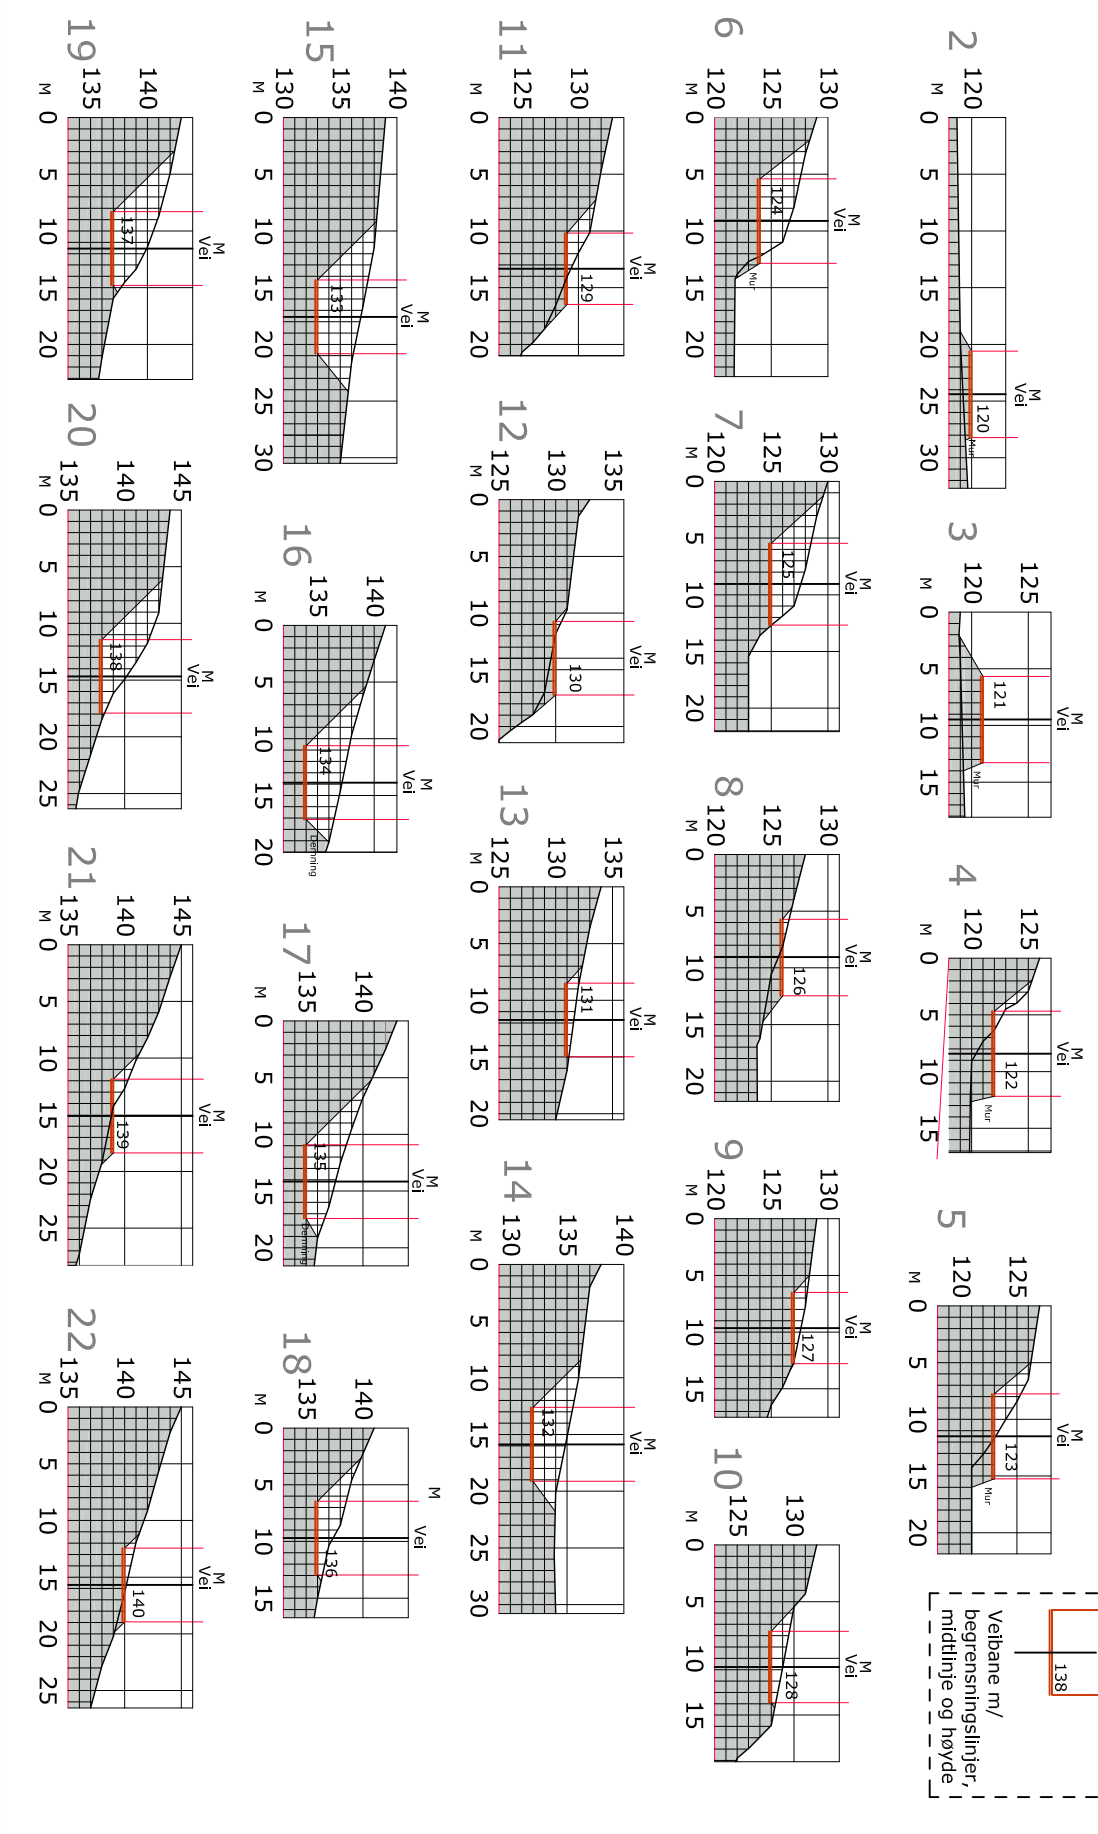 2
M
Vei
120
120
Mur
M
0 5 10 15 20 25 30
3
M
Vei
125
120
121
Mur
M
0 5 10 15
4
M
Vei
125
120
122
Mur
0 5 10 15
5
M
Vei
125
120
123
Mur
M
0 5 10 15 20
138
Veibane m/
begrensningslinjer,
midtlinje og høyde
6
M
Vei
130
125
120
124
Mur
M
0 5 10 15 20
7
M
Vei
130
125
120
125
M
0 5 10 15 20
8
M
Vei
130
125
120
126
M
0 5 10 15 20
9
M
Vei
130
125
120
127
M
0 5 10 15
10
M
Vei
130
125
128
M
0 5 10 15
11
M
Vei
130
125
129
M
0 5 10 15 20
12
M
Vei
135
130
125
130
M
0 5 10 15 20
13
M
Vei
135
130
125
131
M
0 5 10 15 20
14
M
Vei
140
135
130
132
M
0 5 10 15 20 25 30
15
M
Vei
140
135
130
133
M
0 5 10 15 20 25 30
16
M
Vei
140
135
134
Demning
M
0 5 10 15 20
17
M
Vei
140
135
135
Demning
M
0 5 10 15 20
18
M
Vei
140
135
136
M
0 5 10 15
19
M
Vei
140
135
137
M
0 5 10 15 20
20
M
Vei
145
140
135
138
M
0 5 10 15 20 25
21
M
Vei
145
140
135
139
M
0 5 10 15 20 25
22
M
Vei
145
140
135
140
M
0 5 10 15 20 25